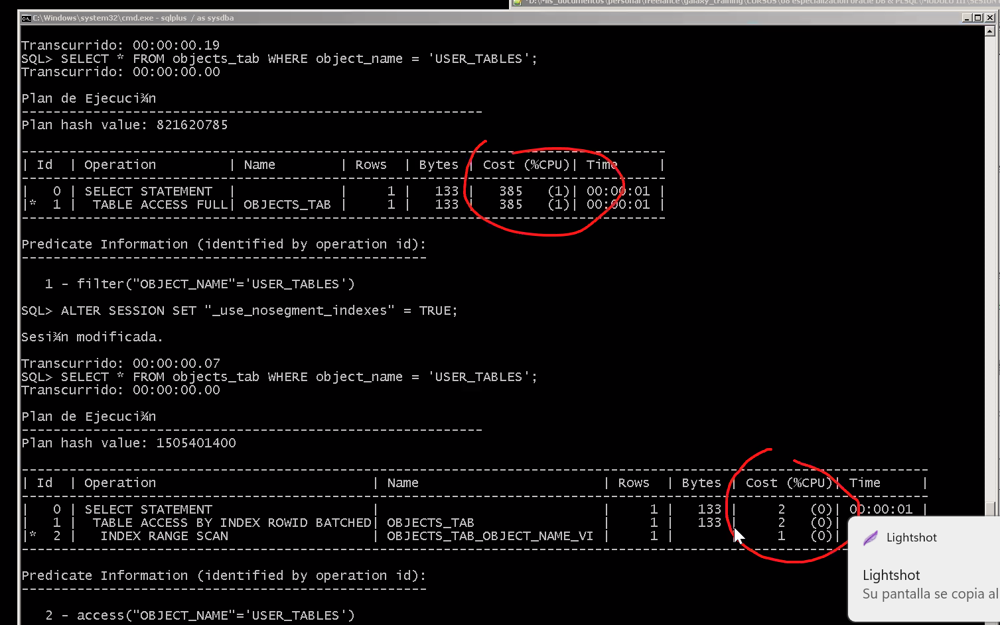 *D:\Mis_documentos\personal\freelance\galaxy_training\CURSOS\08 especializacion oracle DB & PLSQL\MODULO III\SESION
C:\Windows\system32\cmd.exe - sqlplus / as sysdba
Transcurrido: 00:00:00.19
SQL> SELECT * FROM objects_tab WHERE object_name = 'USER_TABLES';
Transcurrido: 00:00:00.00
Plan de Ejecuci¾n
----------------------------------------------------------
Plan hash value: 821620785
---------------------------------------------------------------------------------
| Id  | Operation         | Name        | Rows  | Bytes | Cost (%CPU)| Time     |
---------------------------------------------------------------------------------
|   0 | SELECT STATEMENT  |             |     1 |   133 |   385   (1)| 00:00:01 |
|*  1 |  TABLE ACCESS FULL| OBJECTS_TAB |     1 |   133 |   385   (1)| 00:00:01 |
---------------------------------------------------------------------------------
Predicate Information (identified by operation id):
---------------------------------------------------
1 - filter("OBJECT_NAME"='USER_TABLES')
SQL> ALTER SESSION SET "_use_nosegment_indexes" = TRUE;
Sesi¾n modificada.
Transcurrido: 00:00:00.07
SQL> SELECT * FROM objects_tab WHERE object_name = 'USER_TABLES';
Transcurrido: 00:00:00.00
Plan de Ejecuci¾n
----------------------------------------------------------
Plan hash value: 1505401400
------------------------------------------------------------------------------------------------------------------
| Id  | Operation                           | Name                       | Rows  | Bytes | Cost (%CPU)| Time     |
------------------------------------------------------------------------------------------------------------------
|   0 | SELECT STATEMENT                    |                            |     1 |   133 |     2   (0)| 00:00:01 |
|   1 |  TABLE ACCESS BY INDEX ROWID BATCHED| OBJECTS_TAB                |     1 |   133 |     2   (0)|
|*  2 |   INDEX RANGE SCAN                  | OBJECTS_TAB_OBJECT_NAME_VI |     1 |       |     1   (0)|
------------------------------------------------------------------------------------------------------------------
Predicate Information (identified by operation id):
---------------------------------------------------
2 - access("OBJECT_NAME"='USER_TABLES')
Lightshot
Lightshot
Su pantalla se copia al